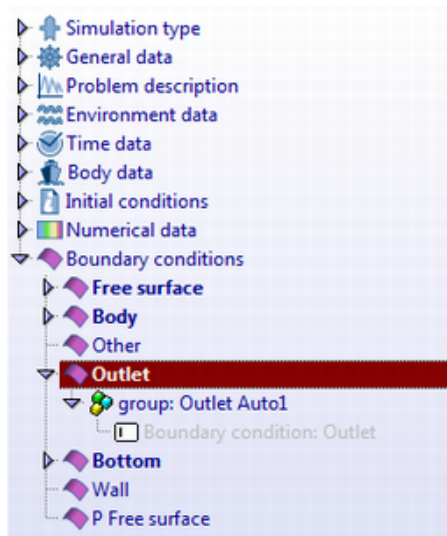 Simulation type
General data
Problem description
Environment data
Time data
Body data
Initial conditions
Numerical data
Boundary conditions
Free surface
Body
Other
Outlet
group: Outlet Auto1
Boundary condition: Outlet
Bottom
Wall
P Free surface